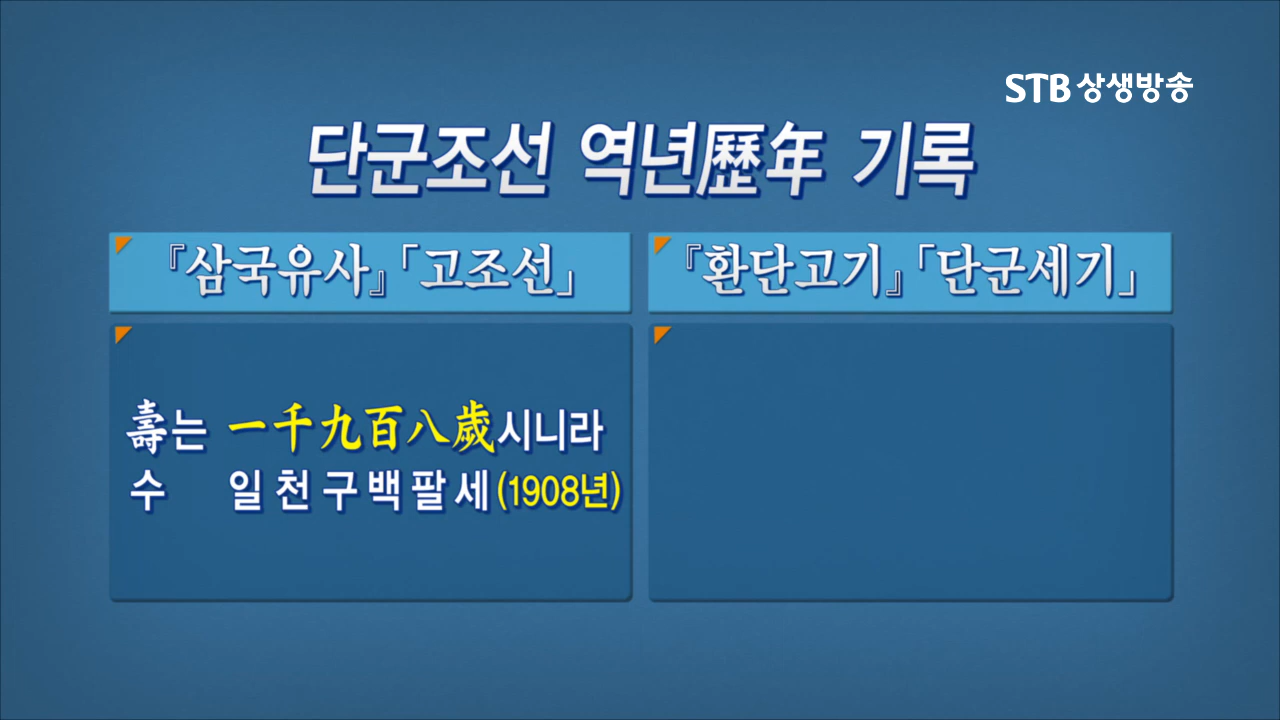 STB 상생방송
단군조선 역년歷年 기록
『삼국유사』「고조선」
『환단고기』「단군세기」
壽는 一千九百八歲시니라
수 일천구백팔세(1908년)